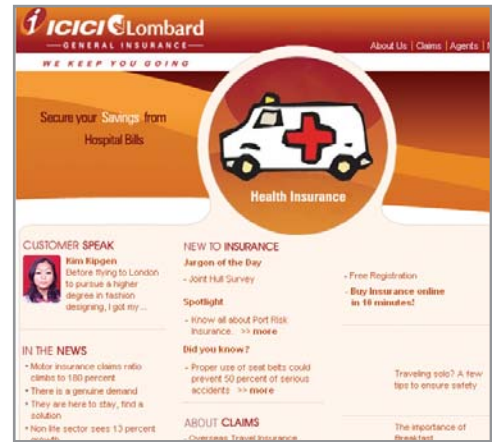 ICICI Lombard
GENERAL INSURANCE
WE KEEP YOU GOING
About Us | Claims | Agents |
Secure your Savings from
Hospital Bills
Health Insurance
CUSTOMER SPEAK
Kim Kipgen
Before flying to London
to pursue a higher
degree in fashion
designing, I got my ...
IN THE NEWS
• Motor insurance claims ratio
climbs to 180 percent
• There is a genuine demand
• They are here to stay, find a
solution
• Non life sector sees 13 percent
NEW TO INSURANCE
Jargon of the Day
- Joint Hull Survey
Spotlight
- Know all about Port Risk
Insurance. >> more
Did you know?
- Proper use of seat belts could
prevent 50 percent of serious
accidents >> more
ABOUT CLAIMS
- Overseas Travel Insurance
- Free Registration
- Buy Insurance online
in 10 minutes!
Traveling solo? A few
tips to ensure safety
The importance of
Breakfast